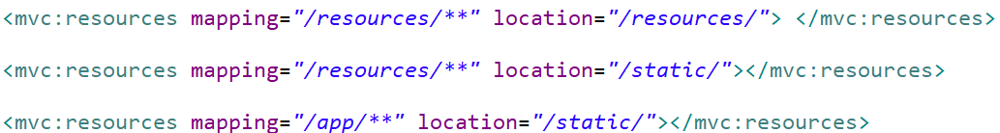 <mvc:resources mapping="/resources/**" location="/resources/"> </mvc:resources>
<mvc:resources mapping="/resources/**" location="/static/"></mvc:resources>
<mvc:resources mapping="/app/**" location="/static/"></mvc:resources>